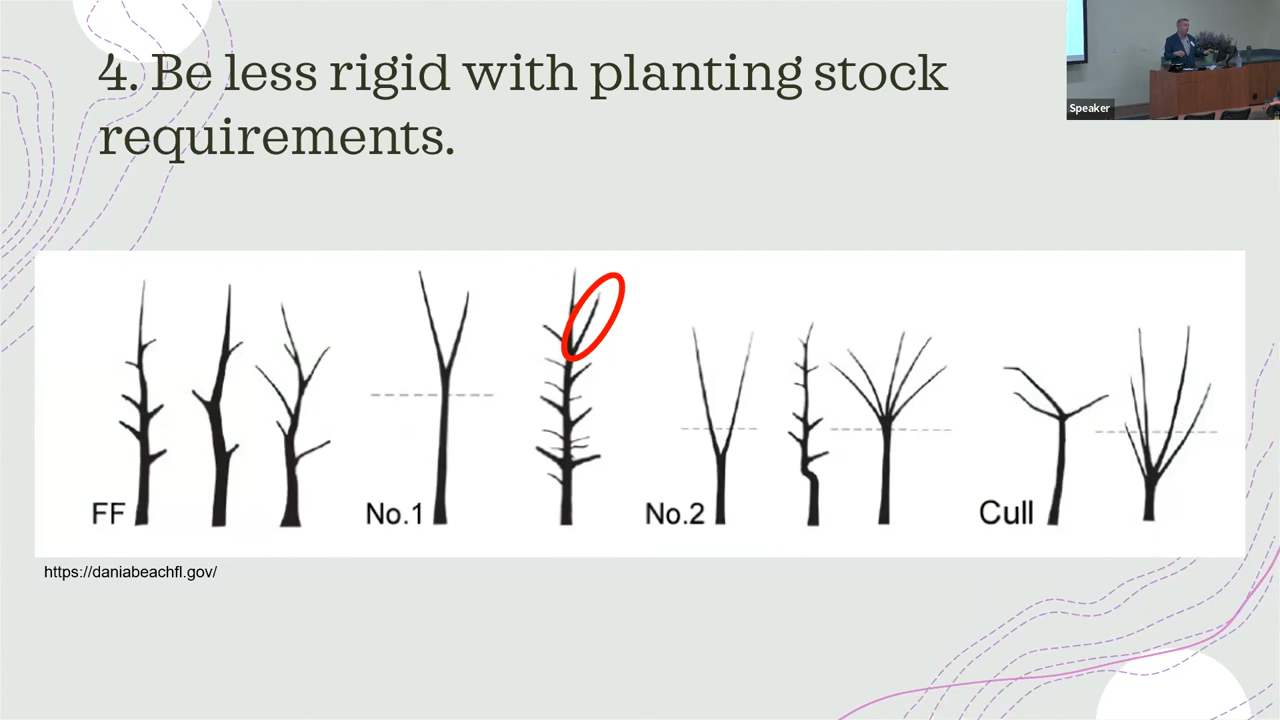 4. Be less rigid with planting stock
requirements.
Speaker
FF
No.1
No.2
Cull
https://daniabeachfl.gov/